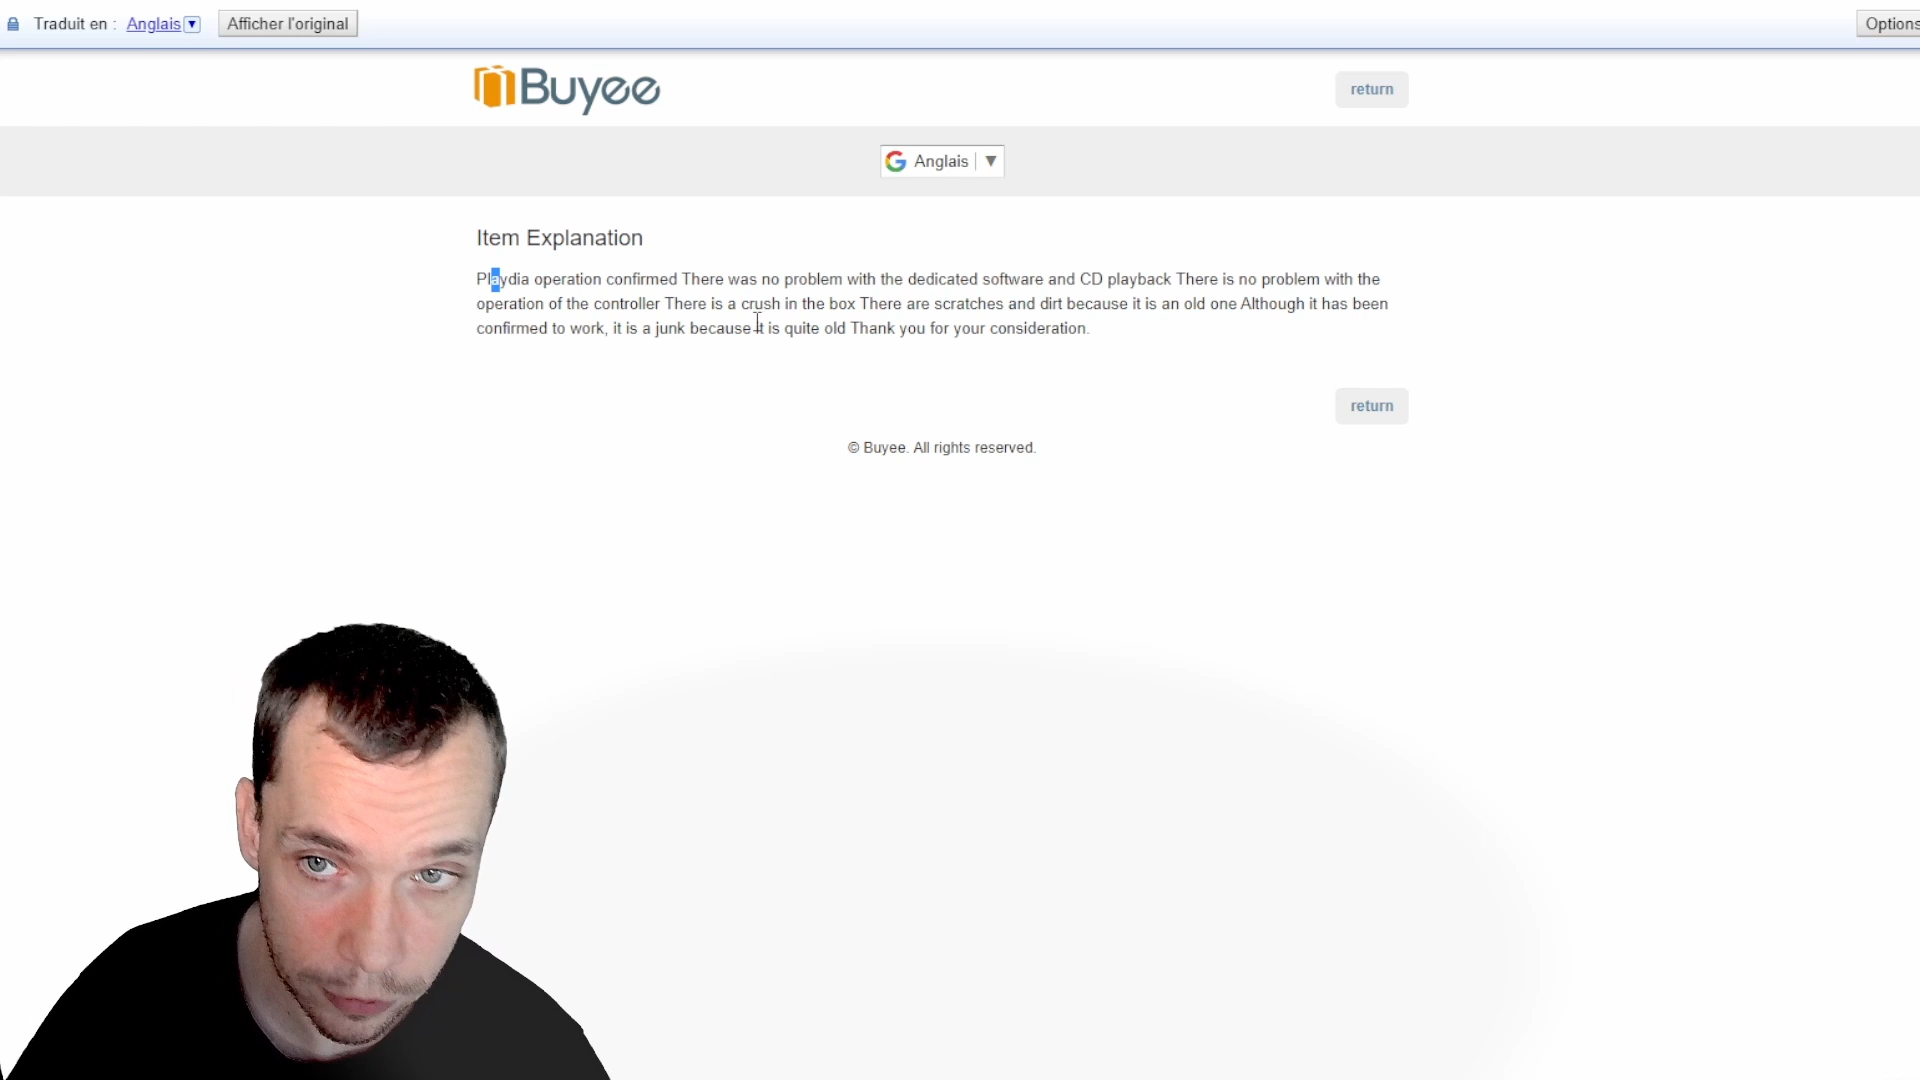 Traduit en : Anglais Afficher l'original Options
Buyee return
Anglais
Item Explanation
Playdia operation confirmed There was no problem with the dedicated software and CD playback There is no problem with the
operation of the controller There is a crush in the box There are scratches and dirt because it is an old one Although it has been
confirmed to work, it is a junk because it is quite old Thank you for your consideration.
return
© Buyee. All rights reserved.